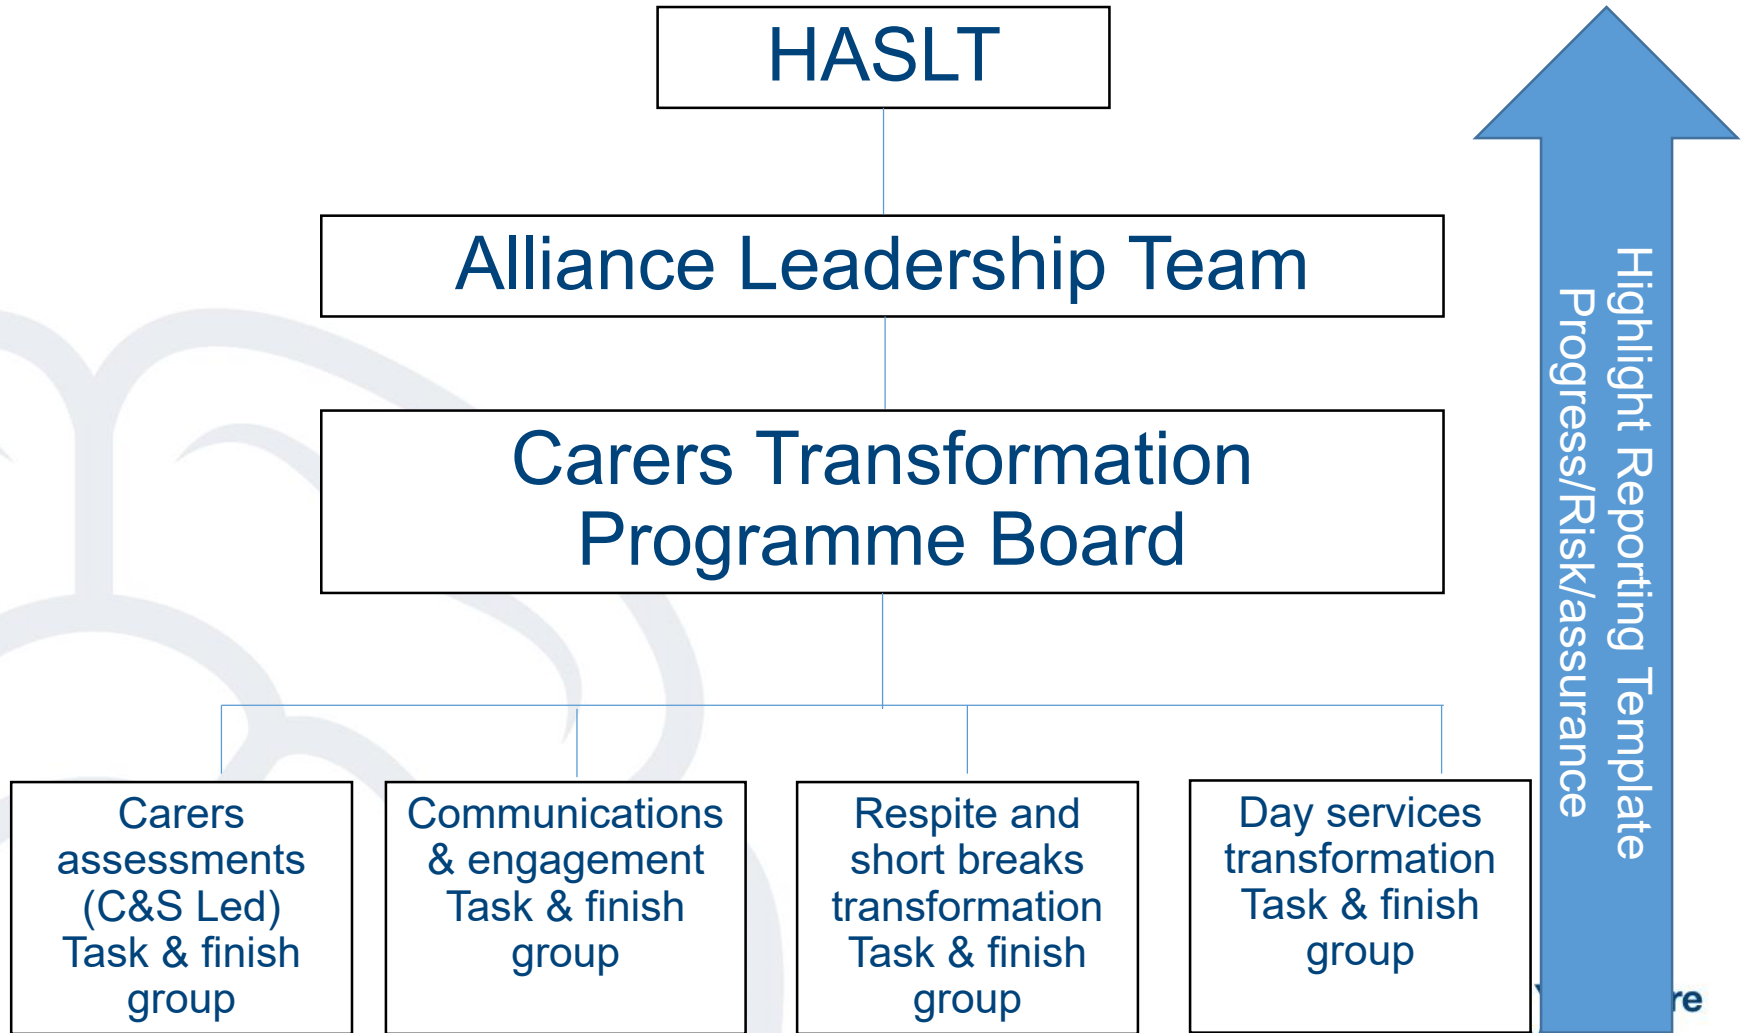 HASLT
Alliance Leadership Team
Carers Transformation
Programme Board
Carers
assessments
(C&S Led)
Task & finish
group
Communications
& engagement
Task & finish
group
Respite and
short breaks
transformation
Task & finish
group
Day services
transformation
Task & finish
group
Highlight Reporting Template
Progress/Risk/assurance